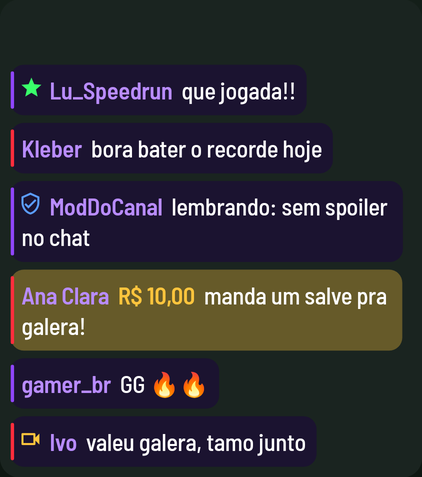 Lu_Speedrun que jogada!!
Kleber bora bater o recorde hoje
ModDoCanal lembrando: sem spoiler
no chat
Ana Clara R$ 10,00 manda um salve pra
galera!
gamer_br GG 🔥🔥
Ivo valeu galera, tamo junto